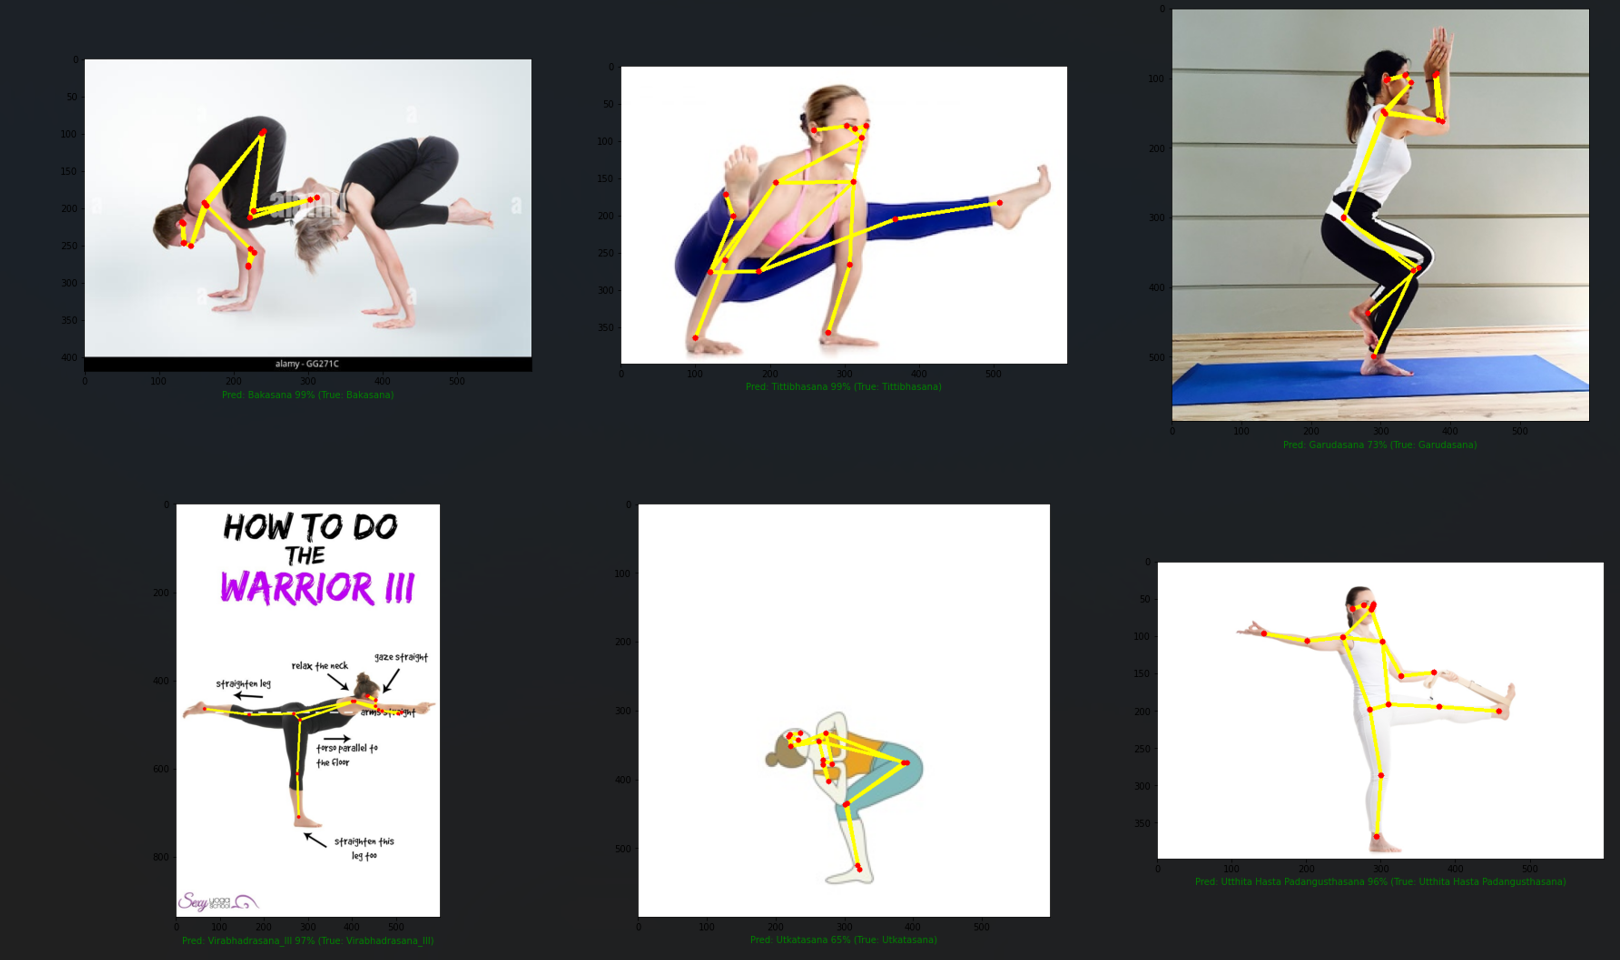 0
50
100
150
200
250
300
350
400
a
a
a
alamy
a
a
a
alamy - GG271C
0 100 200 300 400 500
Pred: Bakasana 99% (True: Bakasana)
0
50
100
150
200
250
300
350
0 100 200 300 400 500
Pred: Tittibhasana 99% (True: Tittibhasana)
0
100
200
300
400
500
0 100 200 300 400 500
Pred: Garudasana 73% (True: Garudasana)
0
200
400
600
800
HOW TO DO
THE
WARRIOR III
gaze straight
relax the neck
straighten leg
arms straight
torso parallel to
the floor
straighten this
leg too
Sexy yoga
school
0 100 200 300 400 500
Pred: Virabhadrasana_III 97% (True: Virabhadrasana_III)
0
100
200
300
400
500
0 100 200 300 400 500
Pred: Utkatasana 65% (True: Utkatasana)
0
50
100
150
200
250
300
350
0 100 200 300 400 500
Pred: Utthita Hasta Padangusthasana 96% (True: Utthita Hasta Padangusthasana)